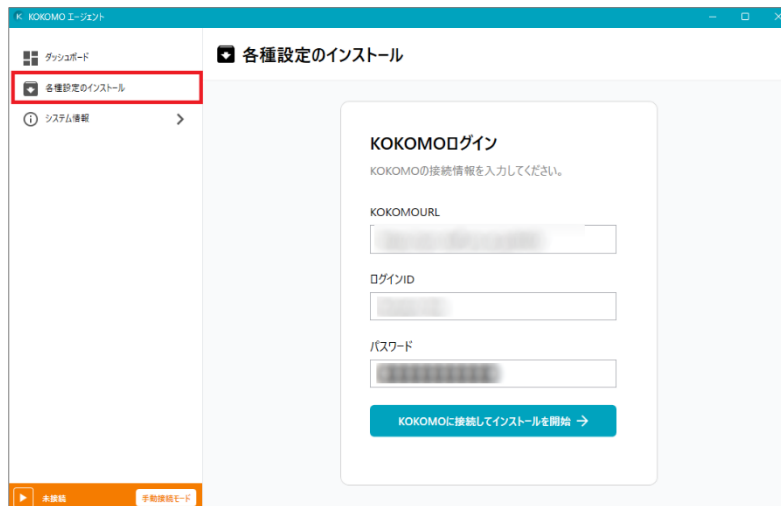 KOKOMO エージェント
ダッシュボード
各種設定のインストール
システム情報
各種設定のインストール
KOKOMOログイン
KOKOMOの接続情報を入力してください。
KOKOMOURL
ログインID
パスワード
KOKOMOに接続してインストールを開始 →
未接続
手動接続モード